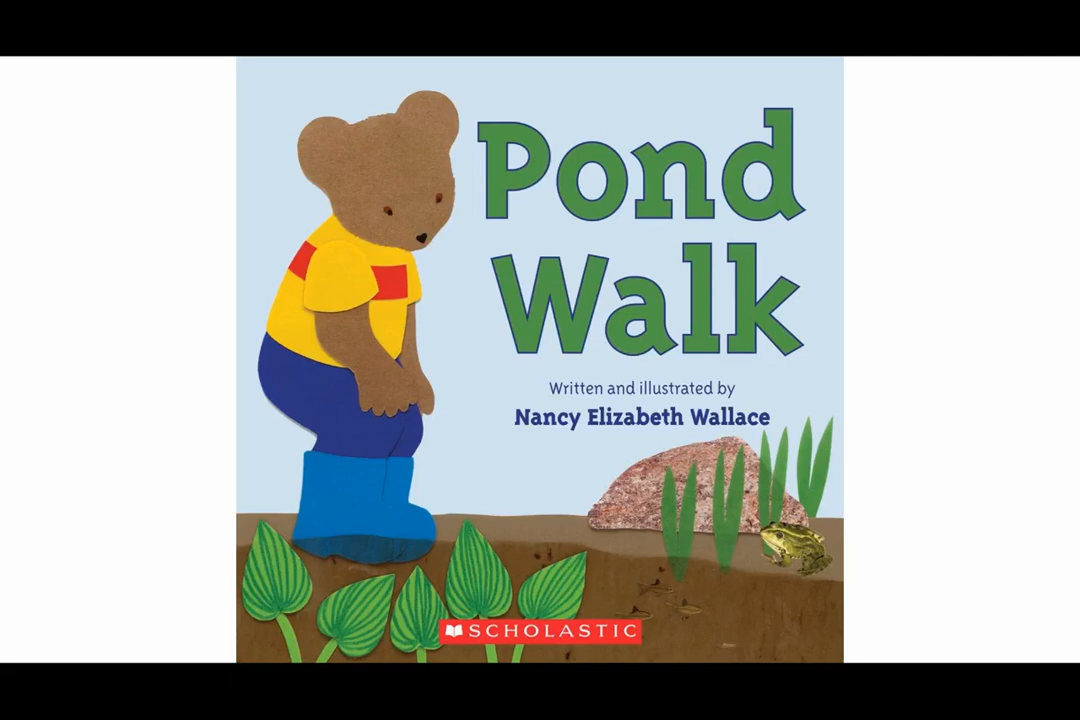 Pond
Walk
Written and illustrated by
Nancy Elizabeth Wallace
SCHOLASTIC